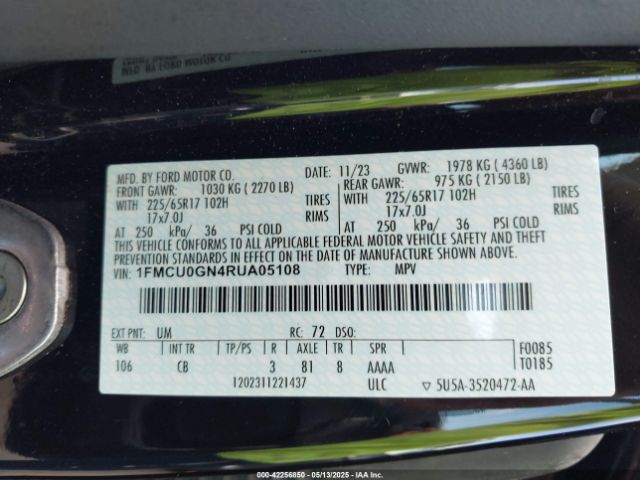 MFD. BY FORD MOTOR CO.
MFD. BY FORD MOTOR CO. DATE: 11/23 GVWR: 1978 KG ( 4360 LB)
FRONT GAWR: 1030 KG ( 2270 LB) REAR GAWR: 975 KG ( 2150 LB)
WITH 225/65R17 102H TIRES WITH 225/65R17 102H TIRES
17x7.0J RIMS 17x7.0J RIMS
AT 250 kPa/ 36 PSI COLD AT 250 kPa/ 36 PSI COLD
THIS VEHICLE CONFORMS TO ALL APPLICABLE FEDERAL MOTOR VEHICLE SAFETY AND THEFT
PREVENTION STANDARDS IN EFFECT ON THE DATE OF MANUFACTURE SHOWN ABOVE.
VIN: 1FMCU0GN4RUA05108 TYPE: MPV
EXT PNT: UM RC: 72 DSO:
WB INT TR TP/PS R AXLE TR SPR F0085
106 CB 3 81 8 AAAA T0185
1202311221437 ULC ▽ 5U5A-3520472-AA
000-42256850 | 05/13/2025 | IAA Inc.